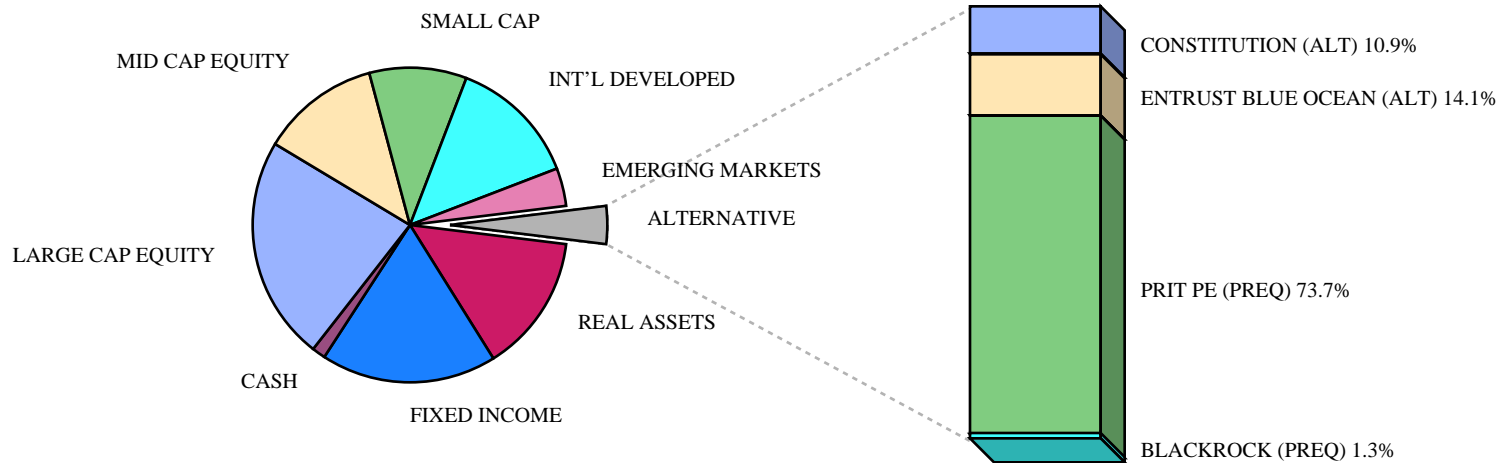 SMALL CAP
MID CAP EQUITY
INT’L DEVELOPED
EMERGING MARKETS
ALTERNATIVE
LARGE CAP EQUITY
REAL ASSETS
CASH
FIXED INCOME
CONSTITUTION (ALT) 10.9%
ENTRUST BLUE OCEAN (ALT) 14.1%
PRIT PE (PREQ) 73.7%
BLACKROCK (PREQ) 1.3%